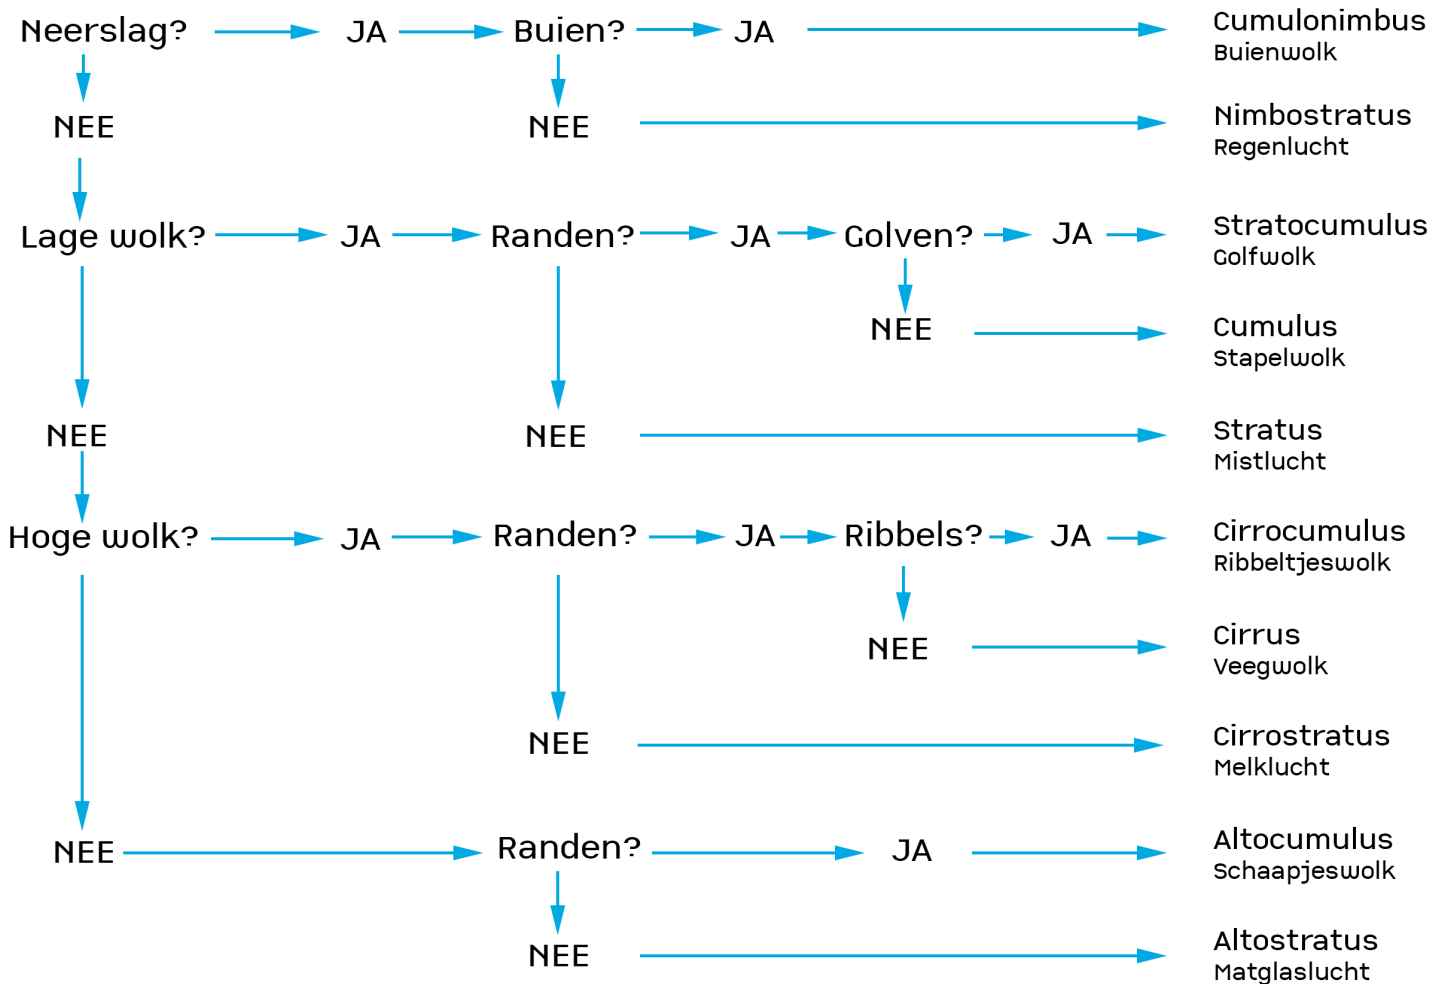 Neerslag? JA Buien? JA Cumulonimbus
Buienwolk
NEE NEE Nimbostratus
Regenlucht
Lage wolk? JA Randen? JA Golven? JA Stratocumulus
Golfwolk
NEE Cumulus
Stapelwolk
NEE NEE Stratus
Mistlucht
Hoge wolk? JA Randen? JA Ribbels? JA Cirrocumulus
Ribbeltjeswolk
NEE Cirrus
Veegwolk
NEE Cirrostratus
Melklucht
NEE Randen? JA Altocumulus
Schaapjeswolk
NEE Altostratus
Matglaslucht